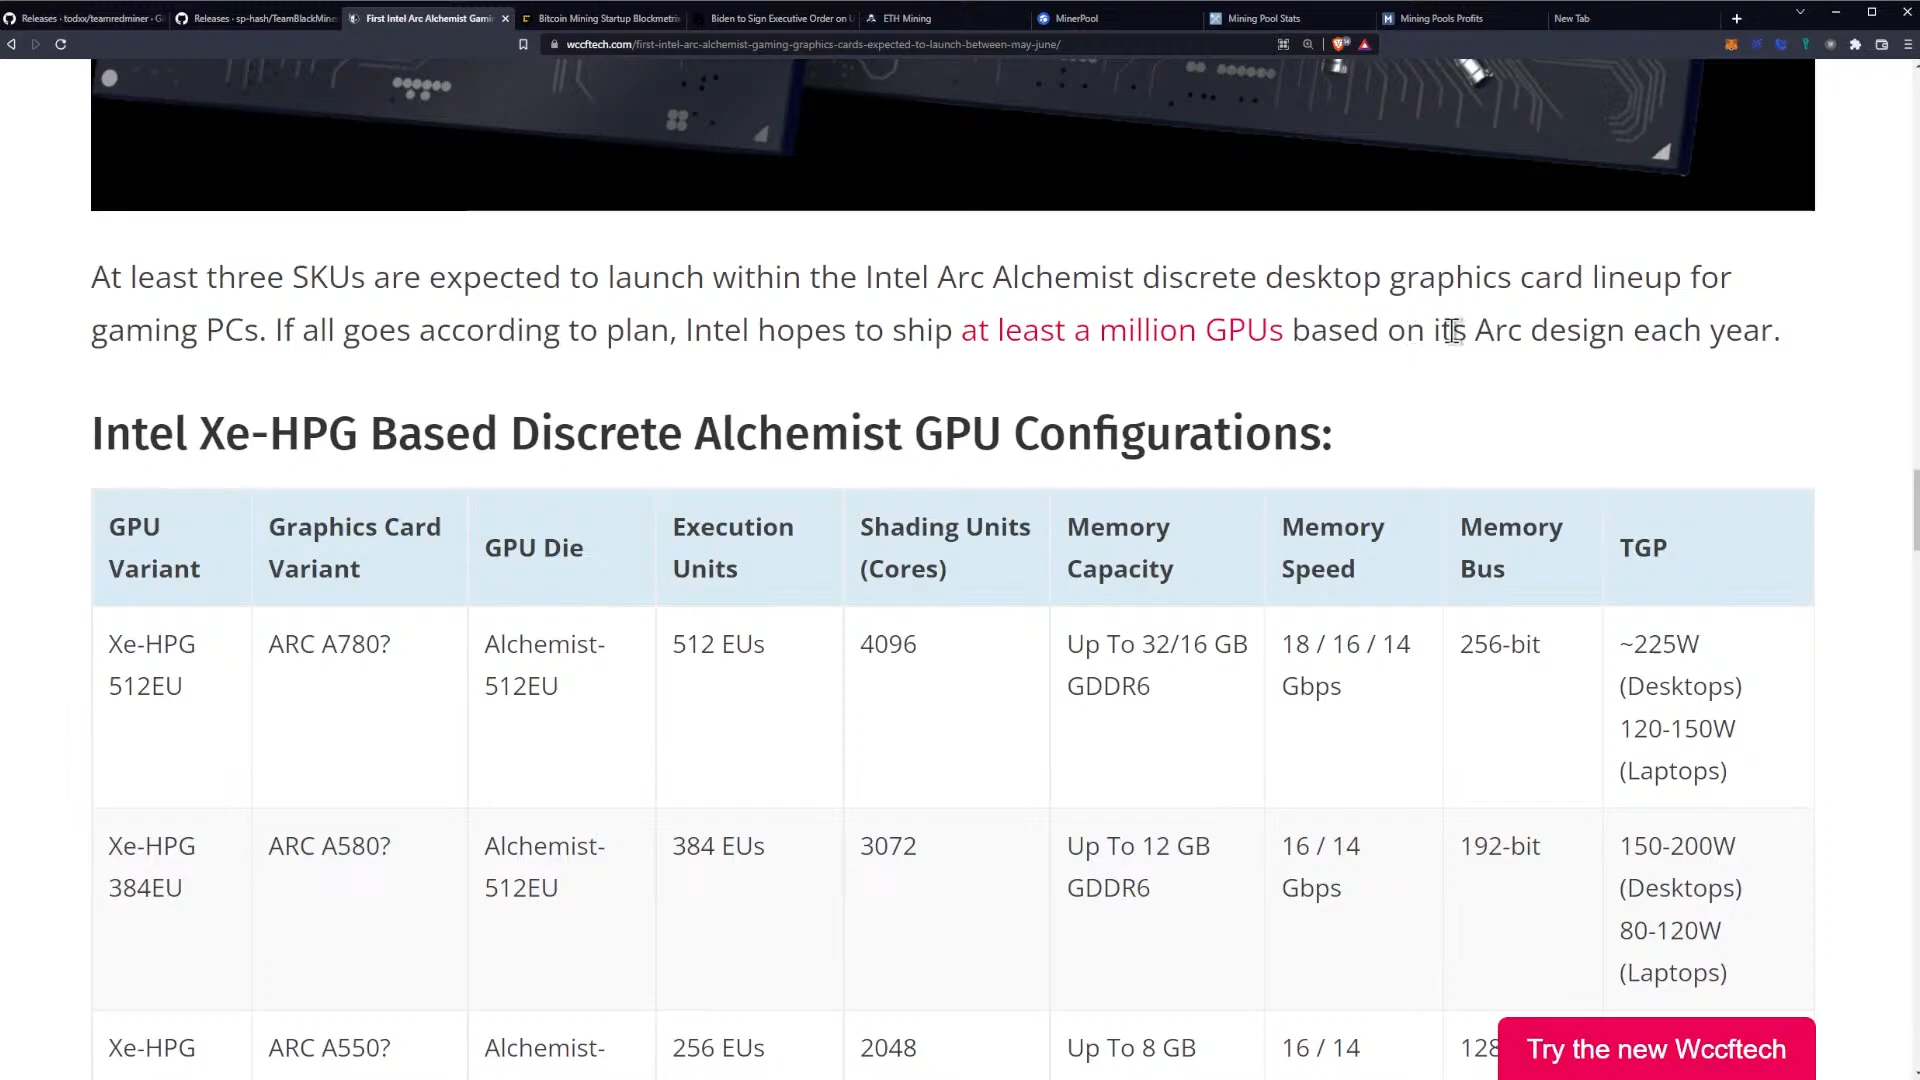 Releases · todxx/teamredminer · G
Releases · sp-hash/TeamBlackMine
First Intel Arc Alchemist Gami
Bitcoin Mining Startup Blockmetrix
Biden to Sign Executive Order on
ETH Mining
MinerPool
Mining Pool Stats
Mining Pools Profits
New Tab
wccftech.com/first-intel-arc-alchemist-gaming-graphics-cards-expected-to-launch-between-may-june/
At least three SKUs are expected to launch within the Intel Arc Alchemist discrete desktop graphics card lineup for
gaming PCs. If all goes according to plan, Intel hopes to ship at least a million GPUs based on its Arc design each year.
Intel Xe-HPG Based Discrete Alchemist GPU Configurations:
GPU Variant
Graphics Card Variant
GPU Die
Execution Units
Shading Units (Cores)
Memory Capacity
Memory Speed
Memory Bus
TGP
Xe-HPG 512EU
ARC A780?
Alchemist-512EU
512 EUs
4096
Up To 32/16 GB GDDR6
18 / 16 / 14 Gbps
256-bit
~225W (Desktops)
120-150W (Laptops)
Xe-HPG 384EU
ARC A580?
Alchemist-512EU
384 EUs
3072
Up To 12 GB GDDR6
16 / 14 Gbps
192-bit
150-200W (Desktops)
80-120W (Laptops)
Xe-HPG
ARC A550?
Alchemist-
256 EUs
2048
Up To 8 GB
16 / 14
128
Try the new Wccftech